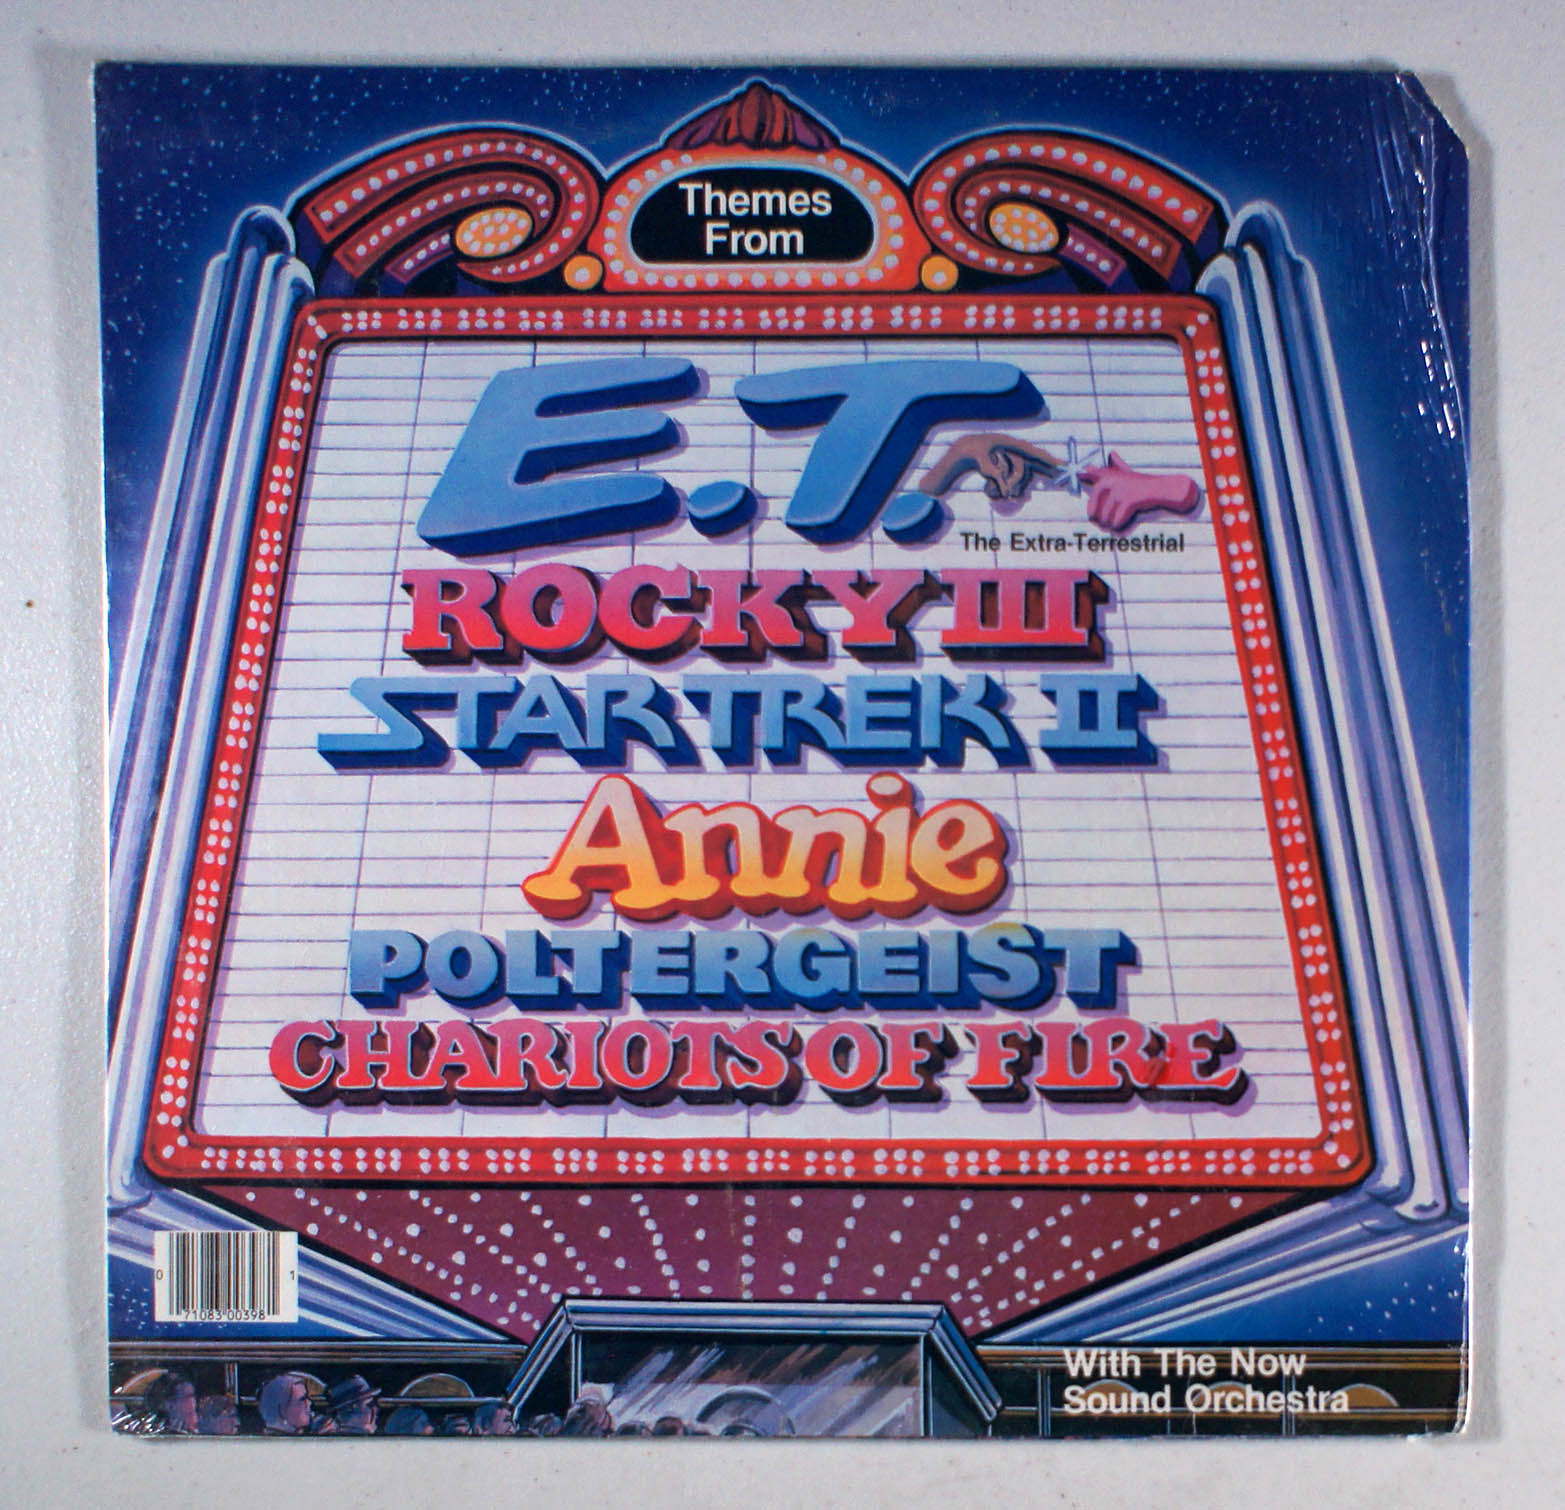 Themes
From
E.T.
The Extra-Terrestrial
ROCKY III
STAR TREK II
Annie
POLTERGEIST
CHARIOTS OF FIRE
0 71083 00398 1
With The Now
Sound Orchestra